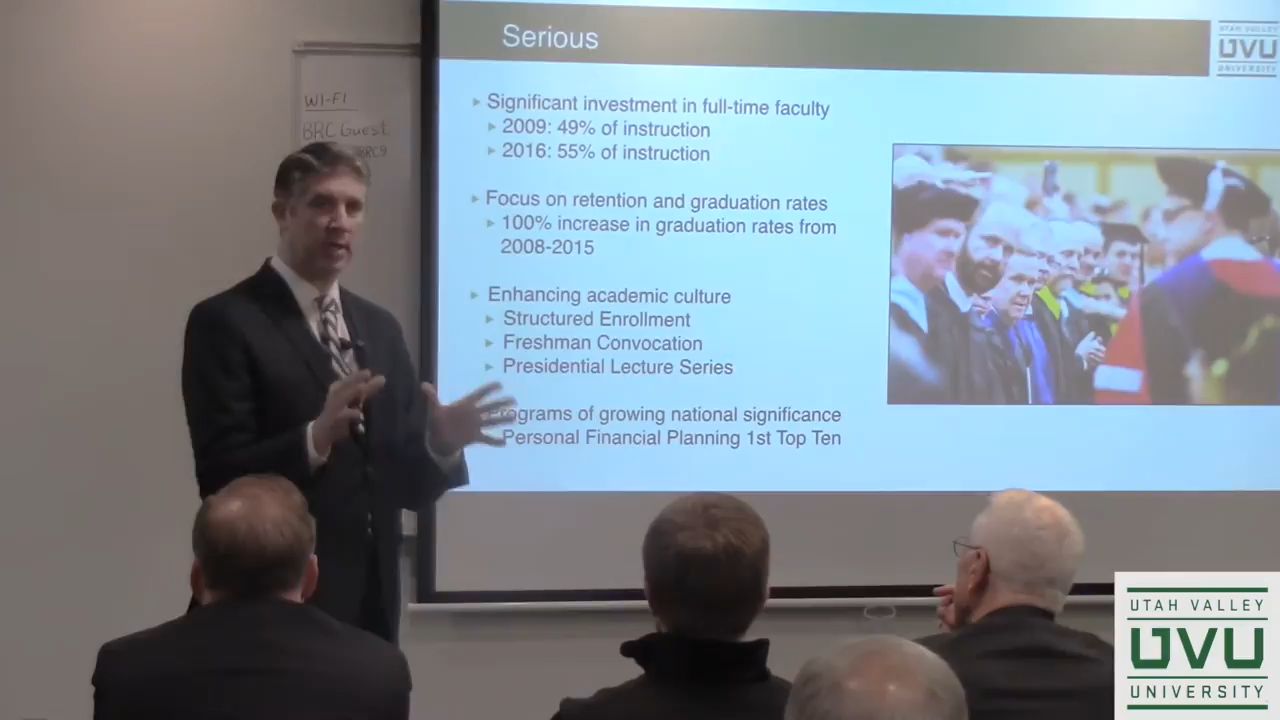 Serious
UTAH VALLEY
UVU
UNIVERSITY
WI-FI
BRC Guest
Significant investment in full-time faculty
2009: 49% of instruction
2016: 55% of instruction
Focus on retention and graduation rates
100% increase in graduation rates from
2008-2015
Enhancing academic culture
Structured Enrollment
Freshman Convocation
Presidential Lecture Series
Programs of growing national significance
Personal Financial Planning 1st Top Ten
UTAH VALLEY
UVU
UNIVERSITY